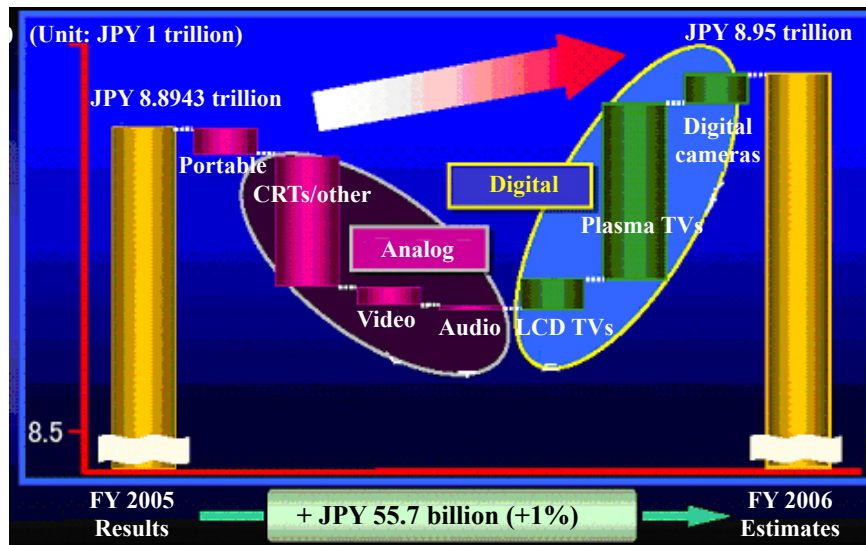 (Unit: JPY 1 trillion)
JPY 8.95 trillion
JPY 8.8943 trillion
Portable
CRTs/other
Analog
Video
Audio
Digital
LCD TVs
Plasma TVs
Digital
cameras
8.5
FY 2005
Results
+ JPY 55.7 billion (+1%)
FY 2006
Estimates